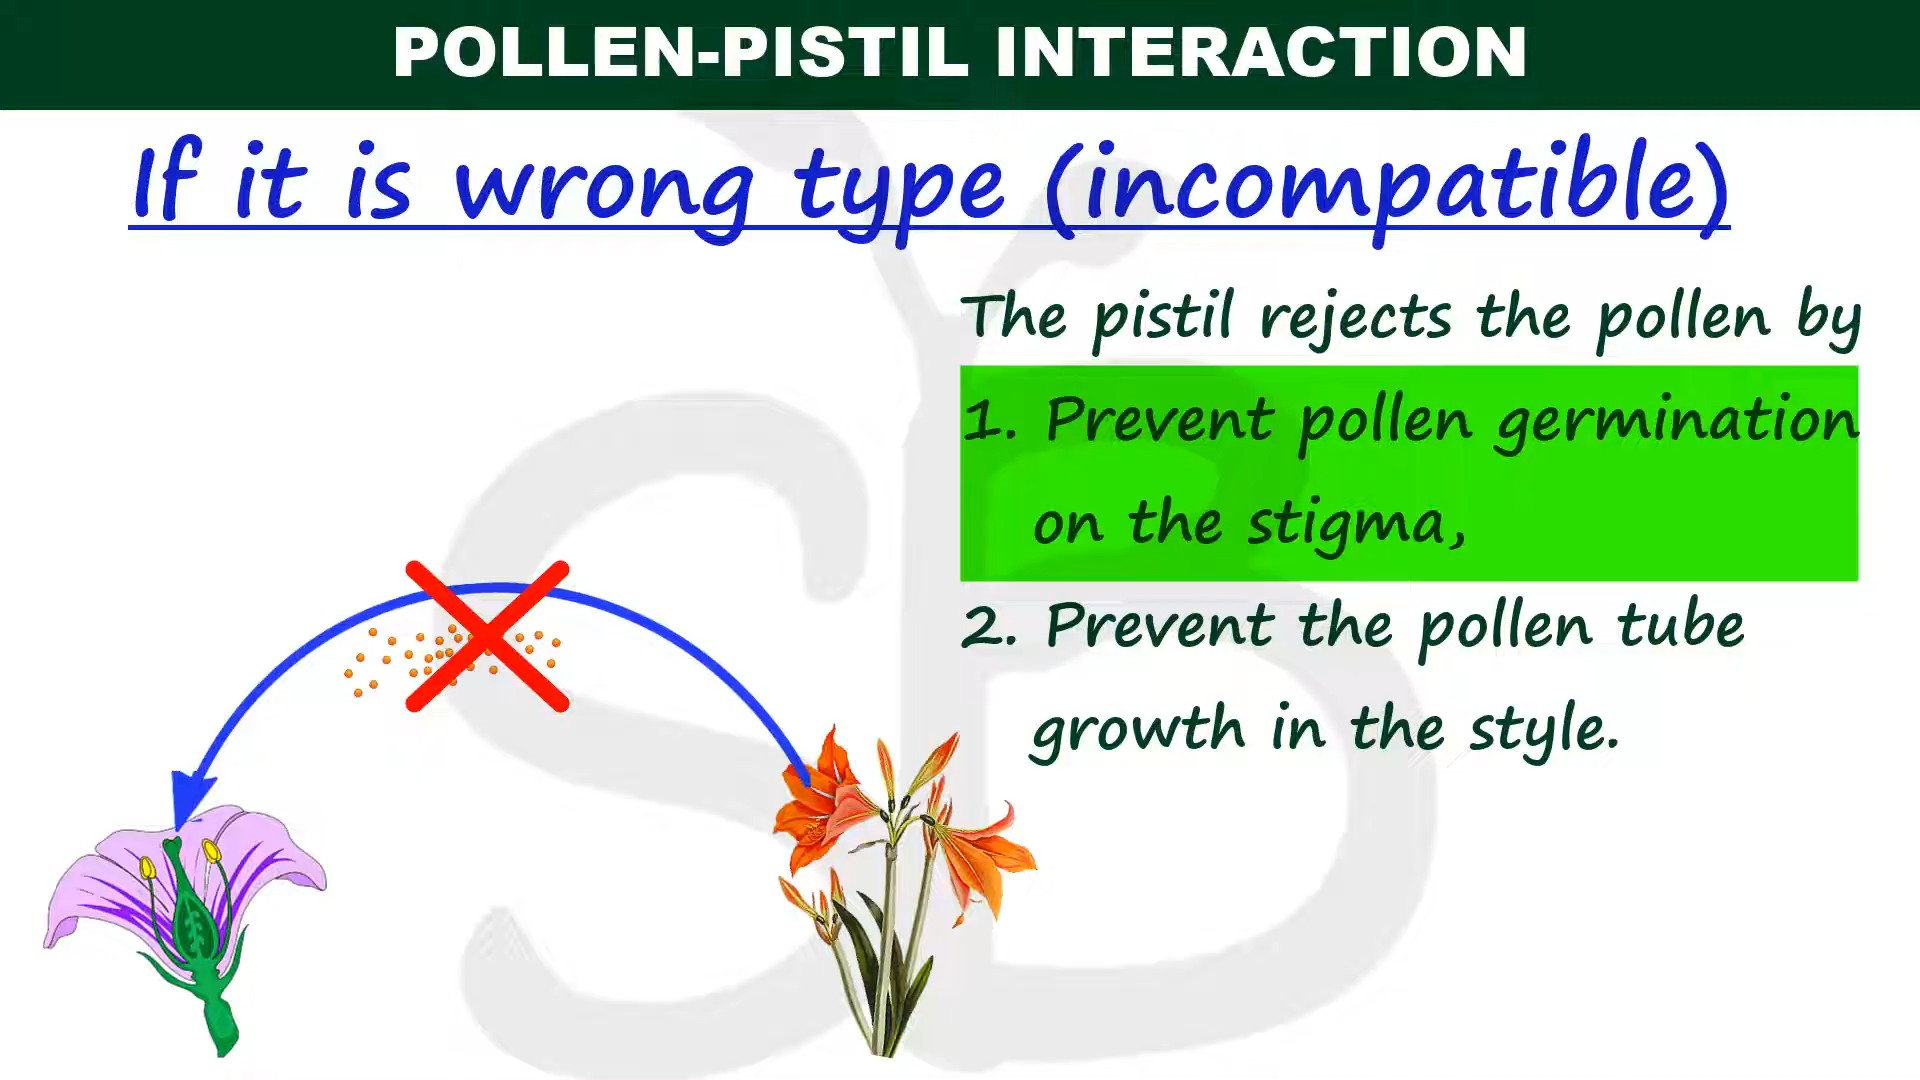 POLLEN-PISTIL INTERACTION
If it is wrong type (incompatible)
The pistil rejects the pollen by
1. Prevent pollen germination
on the stigma,
2. Prevent the pollen tube
growth in the style.